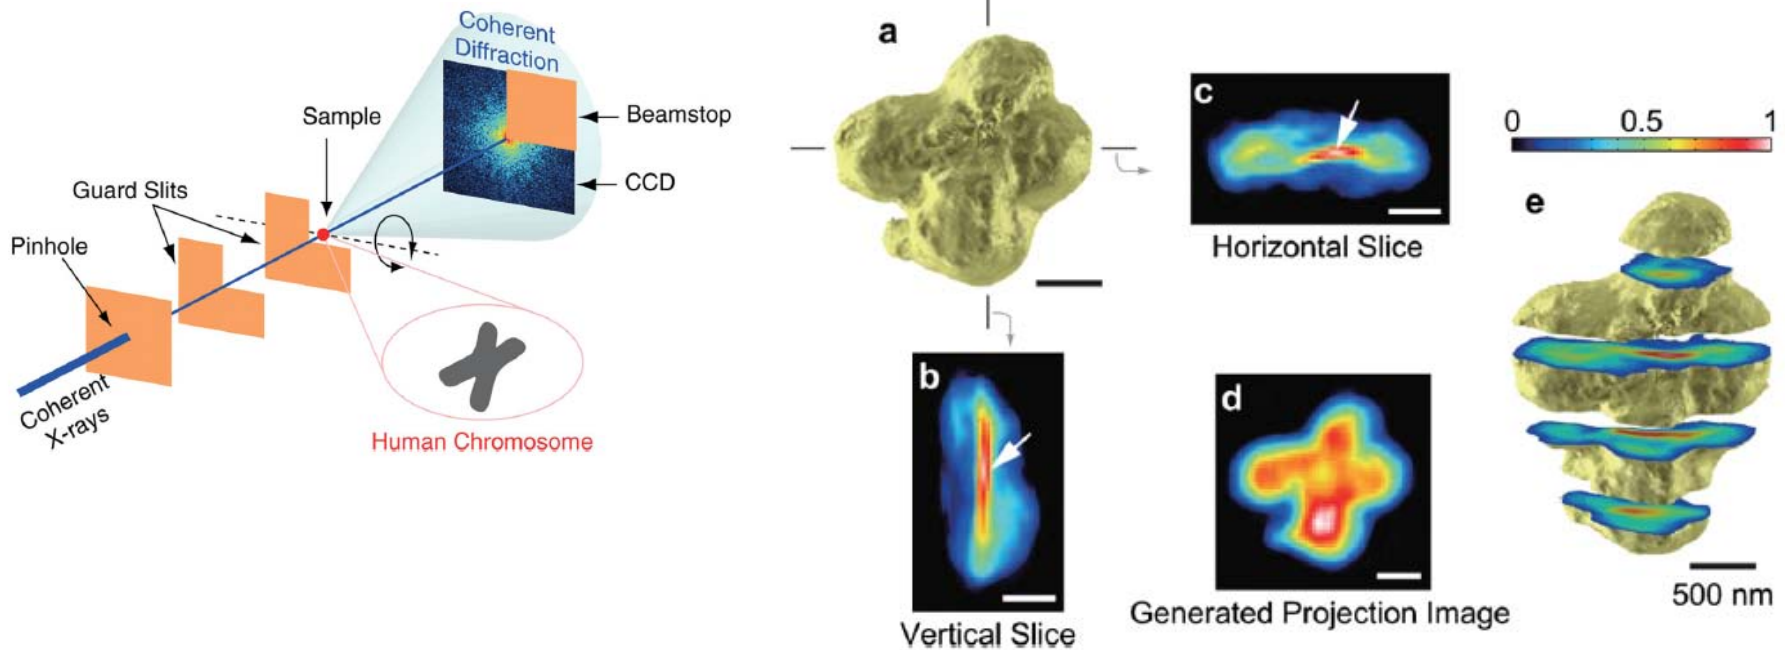 Coherent
Diffraction
Sample
Beamstop
CCD
Guard Slits
Pinhole
Coherent
X-rays
Human Chromosome
a
b
Vertical Slice
c
Horizontal Slice
d
Generated Projection Image
0 0.5 1
e
500 nm